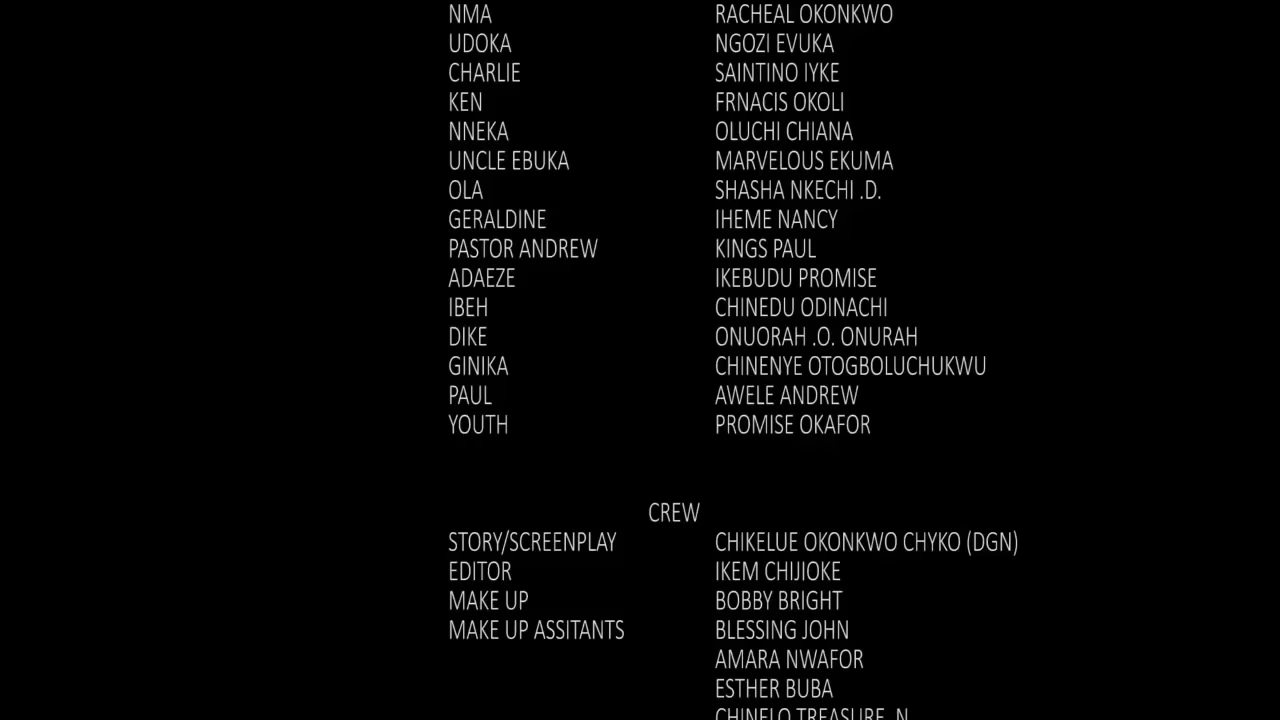 NMA RACHEAL OKONKWO
UDOKA NGOZI EVUKA
CHARLIE SAINTINO IYKE
KEN FRNACIS OKOLI
NNEKA OLUCHI CHIANA
UNCLE EBUKA MARVELOUS EKUMA
OLA SHASHA NKECHI .D.
GERALDINE IHEME NANCY
PASTOR ANDREW KINGS PAUL
ADAEZE IKEBUDU PROMISE
IBEH CHINEDU ODINACHI
DIKE ONUORAH .O. ONURAH
GINIKA CHINENYE OTOGBOLUCHUKWU
PAUL AWELE ANDREW
YOUTH PROMISE OKAFOR
CREW
STORY/SCREENPLAY CHIKELUE OKONKWO CHYKO (DGN)
EDITOR IKEM CHIJIOKE
MAKE UP BOBBY BRIGHT
MAKE UP ASSITANTS BLESSING JOHN
AMARA NWAFOR
ESTHER BUBA
CHINELO TREASURE .N.